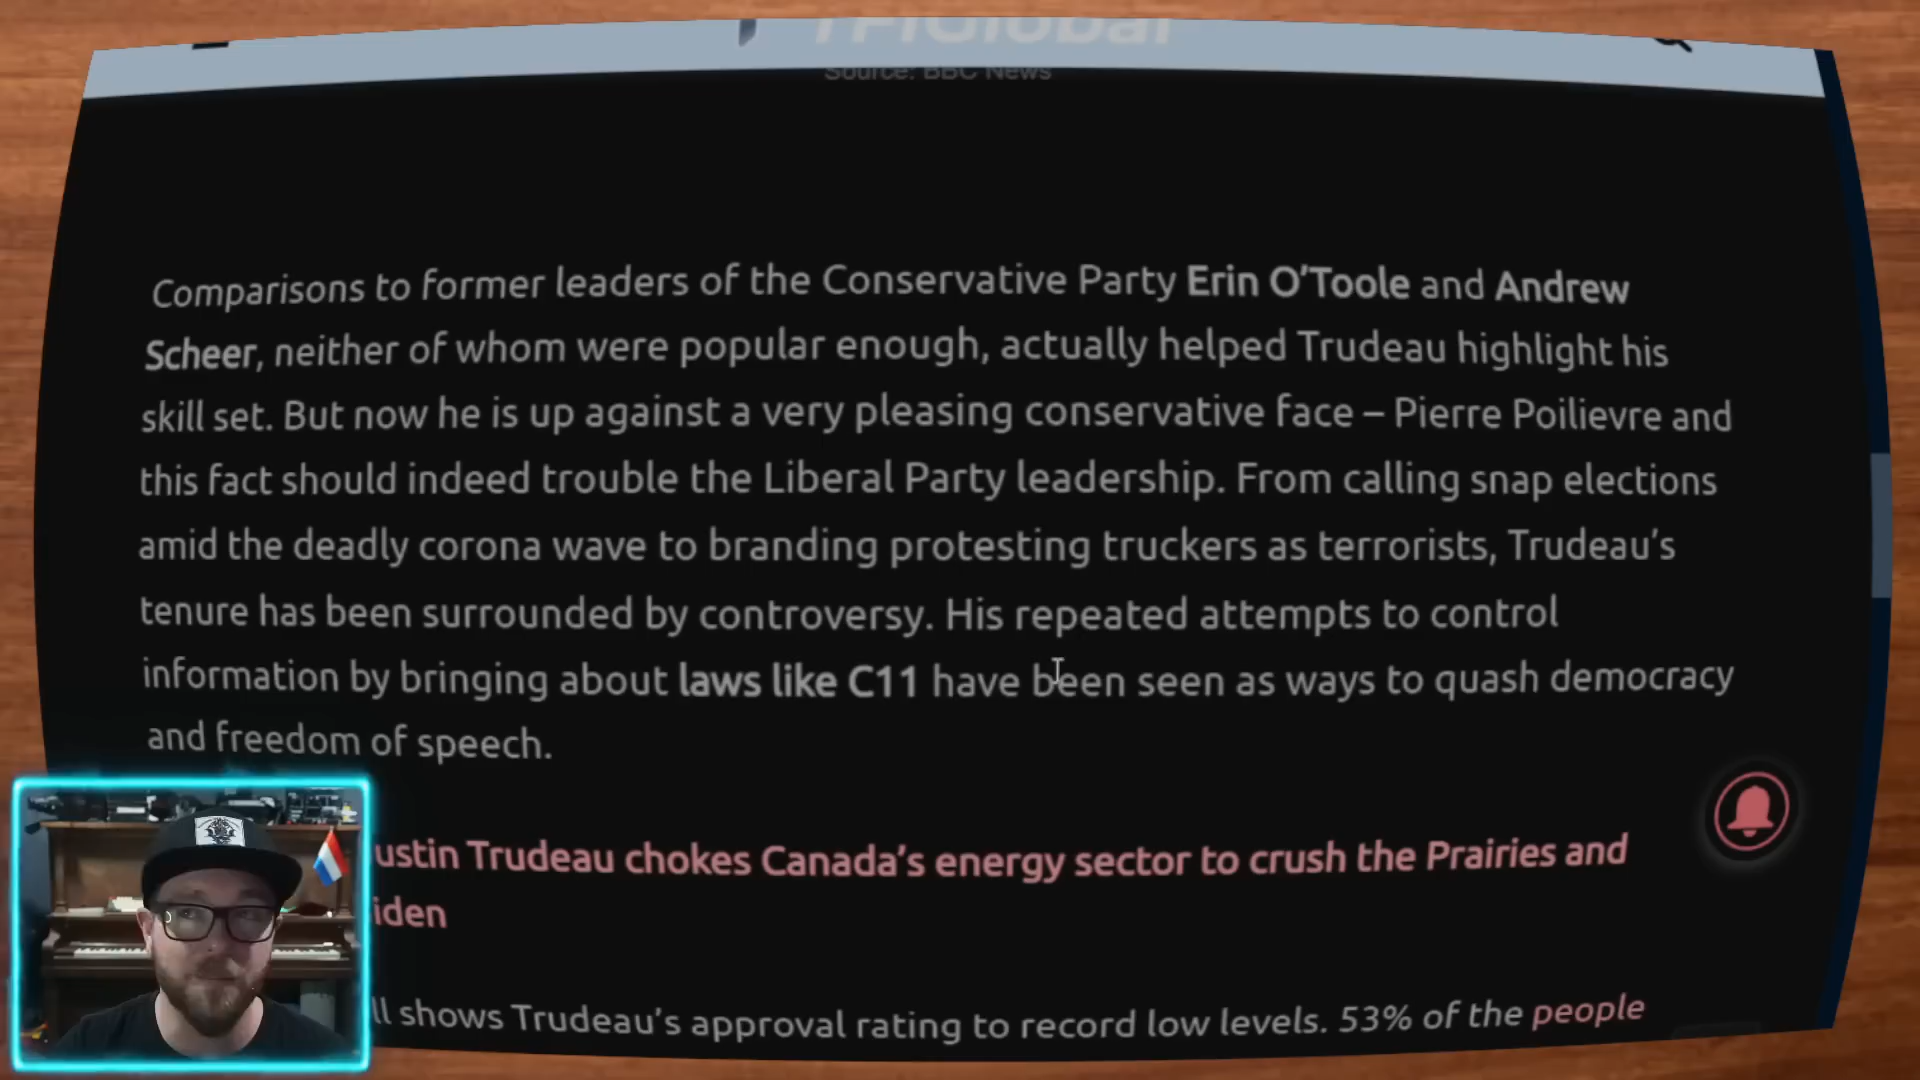 TFIGlobal
Source: BBC News
Comparisons to former leaders of the Conservative Party Erin O'Toole and Andrew
Scheer, neither of whom were popular enough, actually helped Trudeau highlight his
skill set. But now he is up against a very pleasing conservative face – Pierre Poilievre and
this fact should indeed trouble the Liberal Party leadership. From calling snap elections
amid the deadly corona wave to branding protesting truckers as terrorists, Trudeau's
tenure has been surrounded by controversy. His repeated attempts to control
information by bringing about laws like C11 have been seen as ways to quash democracy
and freedom of speech.
ustin Trudeau chokes Canada's energy sector to crush the Prairies and
iden
ll shows Trudeau's approval rating to record low levels. 53% of the people